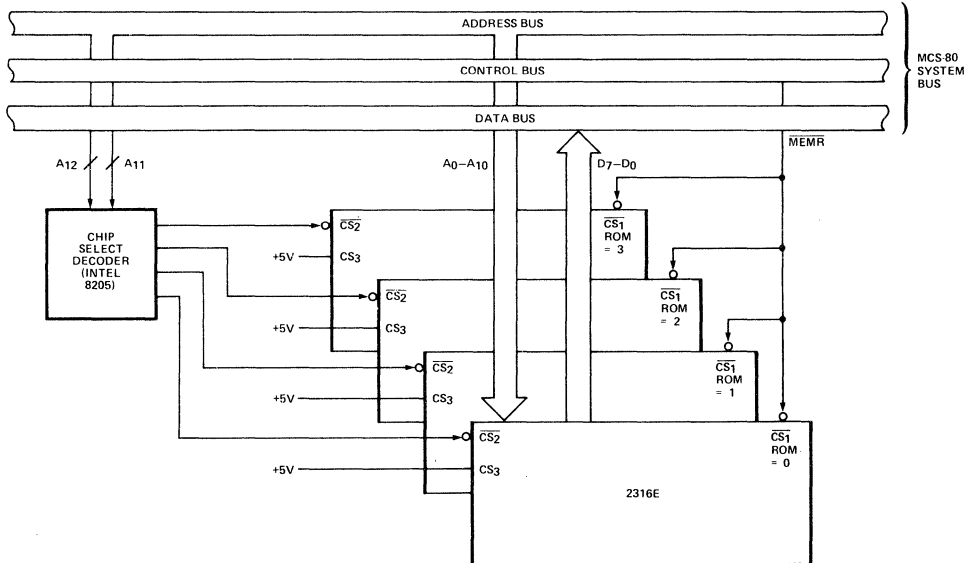 ADDRESS BUS
CONTROL BUS
DATA BUS
MCS-80
SYSTEM
BUS
A12
A11
A0–A10
D7–D0
MEMR
CHIP
SELECT
DECODER
(INTEL
8205)
CS2
+5V
CS3
CS1
ROM
= 3
CS2
+5V
CS3
CS1
ROM
= 2
CS2
+5V
CS3
CS1
ROM
= 1
CS2
+5V
CS3
CS1
ROM
= 0
2316E